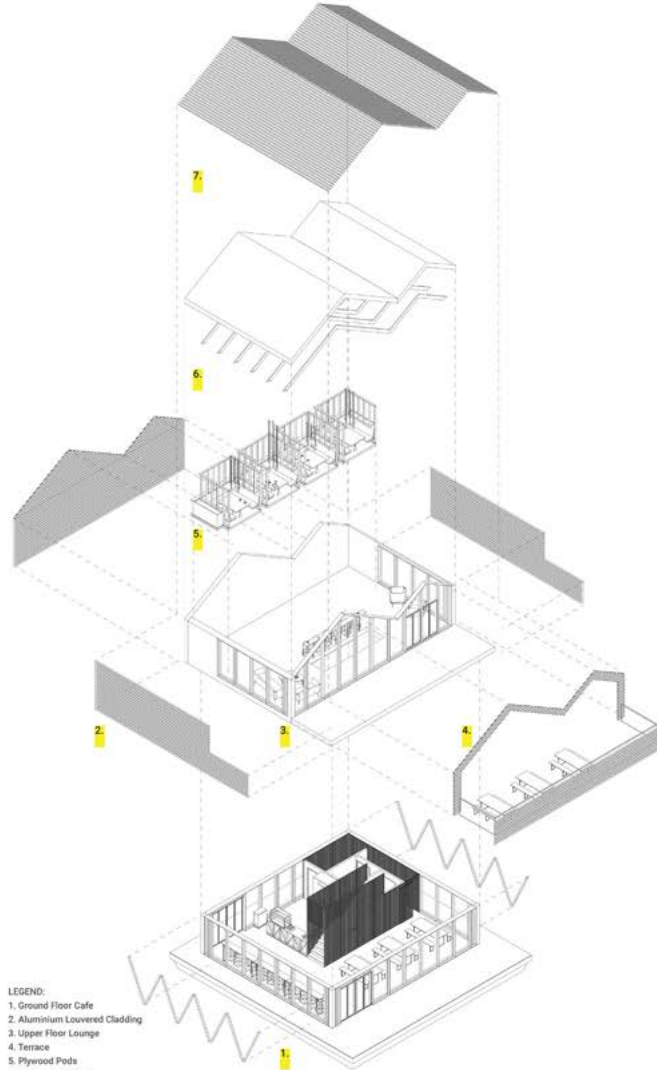 7.
6.
5.
2.
3.
4.
1.
LEGEND:
1. Ground Floor Cafe
2. Aluminium Louvered Cladding
3. Upper Floor Lounge
4. Terrace
5. Plywood Pods